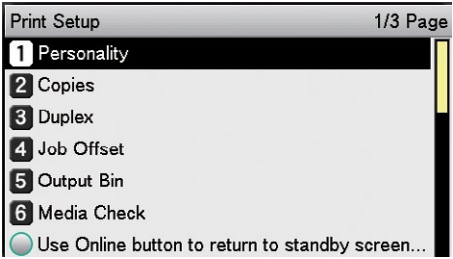 Print Setup 1/3 Page
1 Personality
2 Copies
3 Duplex
4 Job Offset
5 Output Bin
6 Media Check
Use Online button to return to standby screen...